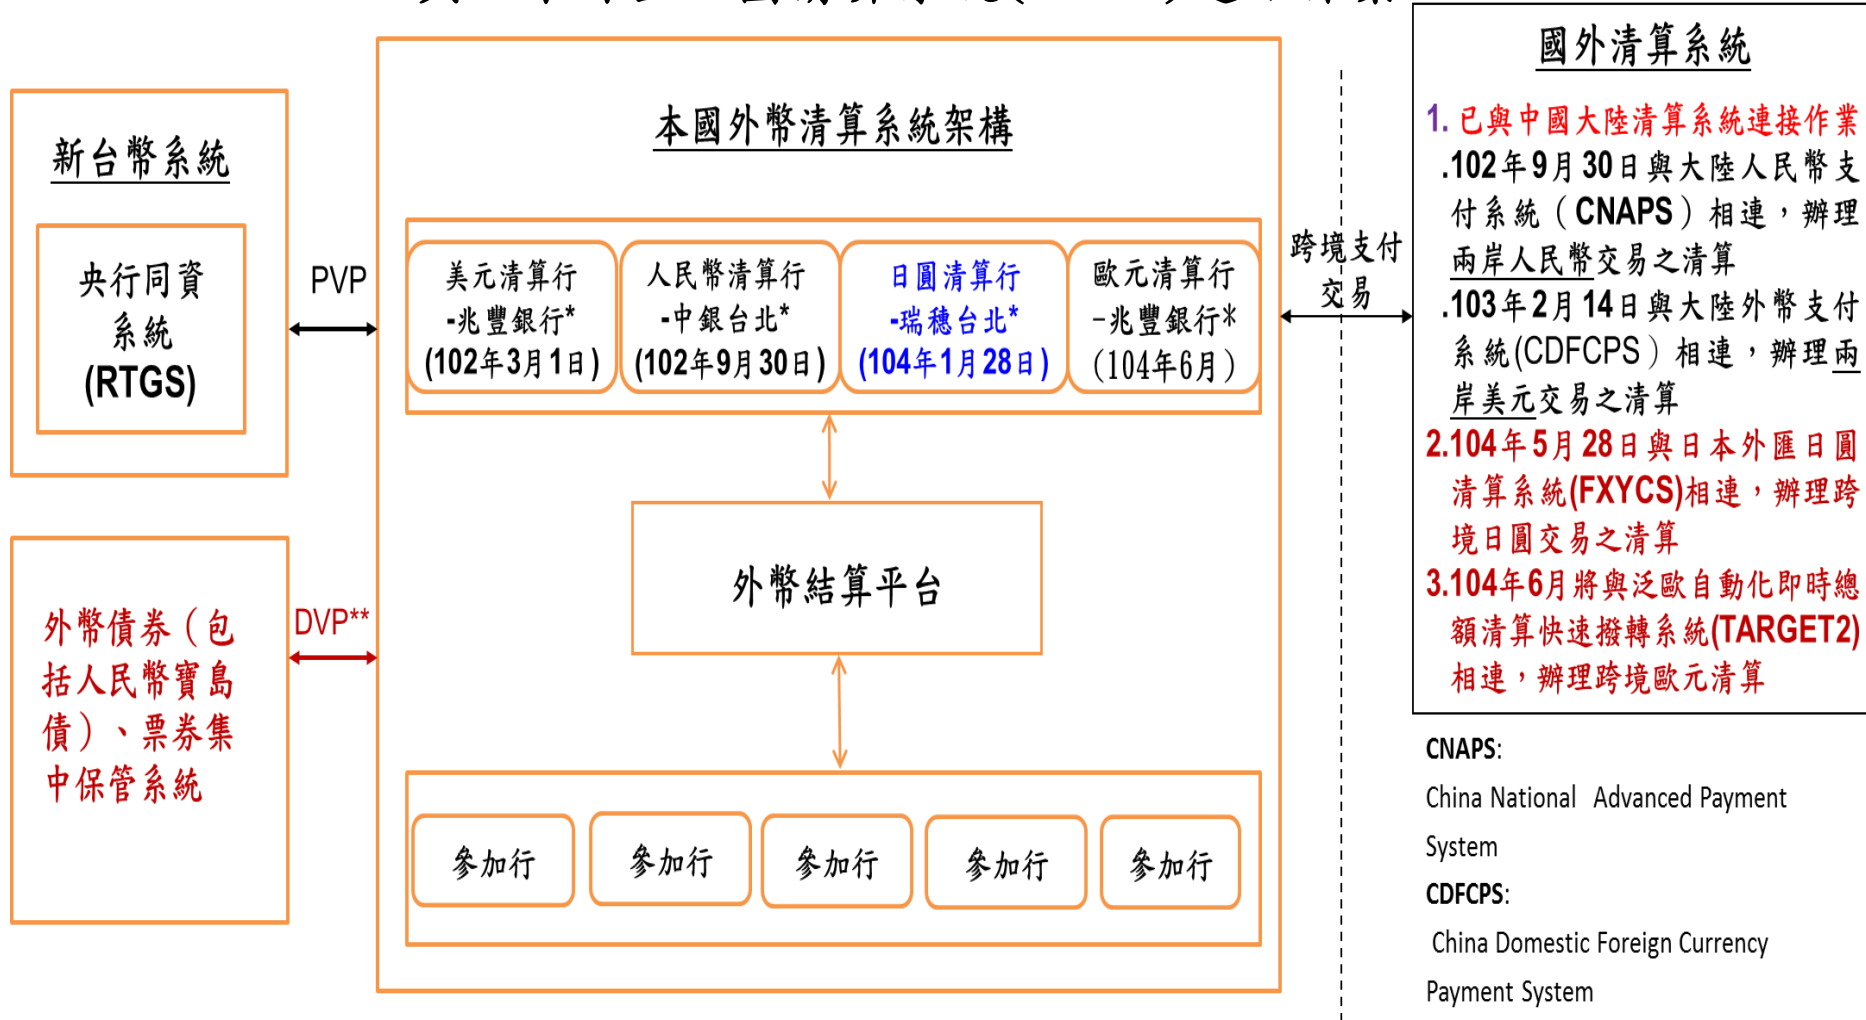 新台幣系統
央行同資
系統
(RTGS)
PVP
外幣債券（包
括人民幣寶島
債）、票券集
中保管系統
DVP**
本國外幣清算系統架構
美元清算行
-兆豐銀行*
(102年3月1日)
人民幣清算行
-中銀台北*
(102年9月30日)
日圓清算行
-瑞穗台北*
(104年1月28日)
歐元清算行
–兆豐銀行*
（104年6月）
外幣結算平台
參加行
參加行
參加行
參加行
參加行
跨境支付
交易
國外清算系統
1. 已與中國大陸清算系統連接作業
.102年9月30日與大陸人民幣支
付系統（CNAPS）相連，辦理
兩岸人民幣交易之清算
.103年2月14日與大陸外幣支付
系統(CDFCPS）相連，辦理兩
岸美元交易之清算
2.104年5月28日與日本外匯日圓
清算系統(FXYCS)相連，辦理跨
境日圓交易之清算
3.104年6月將與泛歐自動化即時總
額清算快速撥轉系統(TARGET2)
相連，辦理跨境歐元清算
CNAPS:
China National Advanced Payment
System
CDFCPS:
China Domestic Foreign Currency
Payment System